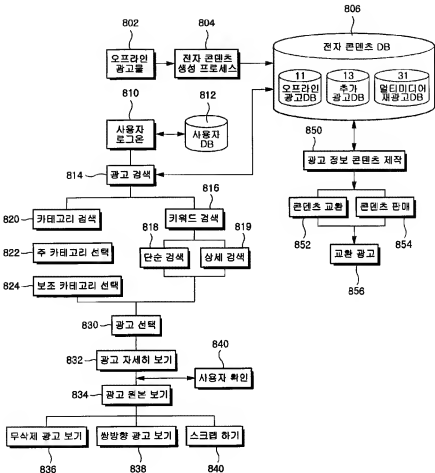 802
804
806
오프라인
광고물
전자 콘텐츠
생성 프로세스
전자 콘텐츠 DB
11
오프라인
광고DB
13
추가
광고DB
31
멀티미디어
재광고DB
810
사용자
로그온
812
사용자
DB
814
광고 검색
850
광고 정보 콘텐츠 제작
콘텐츠 교환
콘텐츠 판매
852
854
교환 광고
856
816
820
카테고리 검색
키워드 검색
818
819
822
주 카테고리 선택
단순 검색
상세 검색
824
보조 카테고리 선택
830
광고 선택
832
광고 자세히 보기
840
834
광고 원본 보기
사용자 확인
무삭제 광고 보기
쌍방향 광고 보기
스크랩 하기
836
838
840